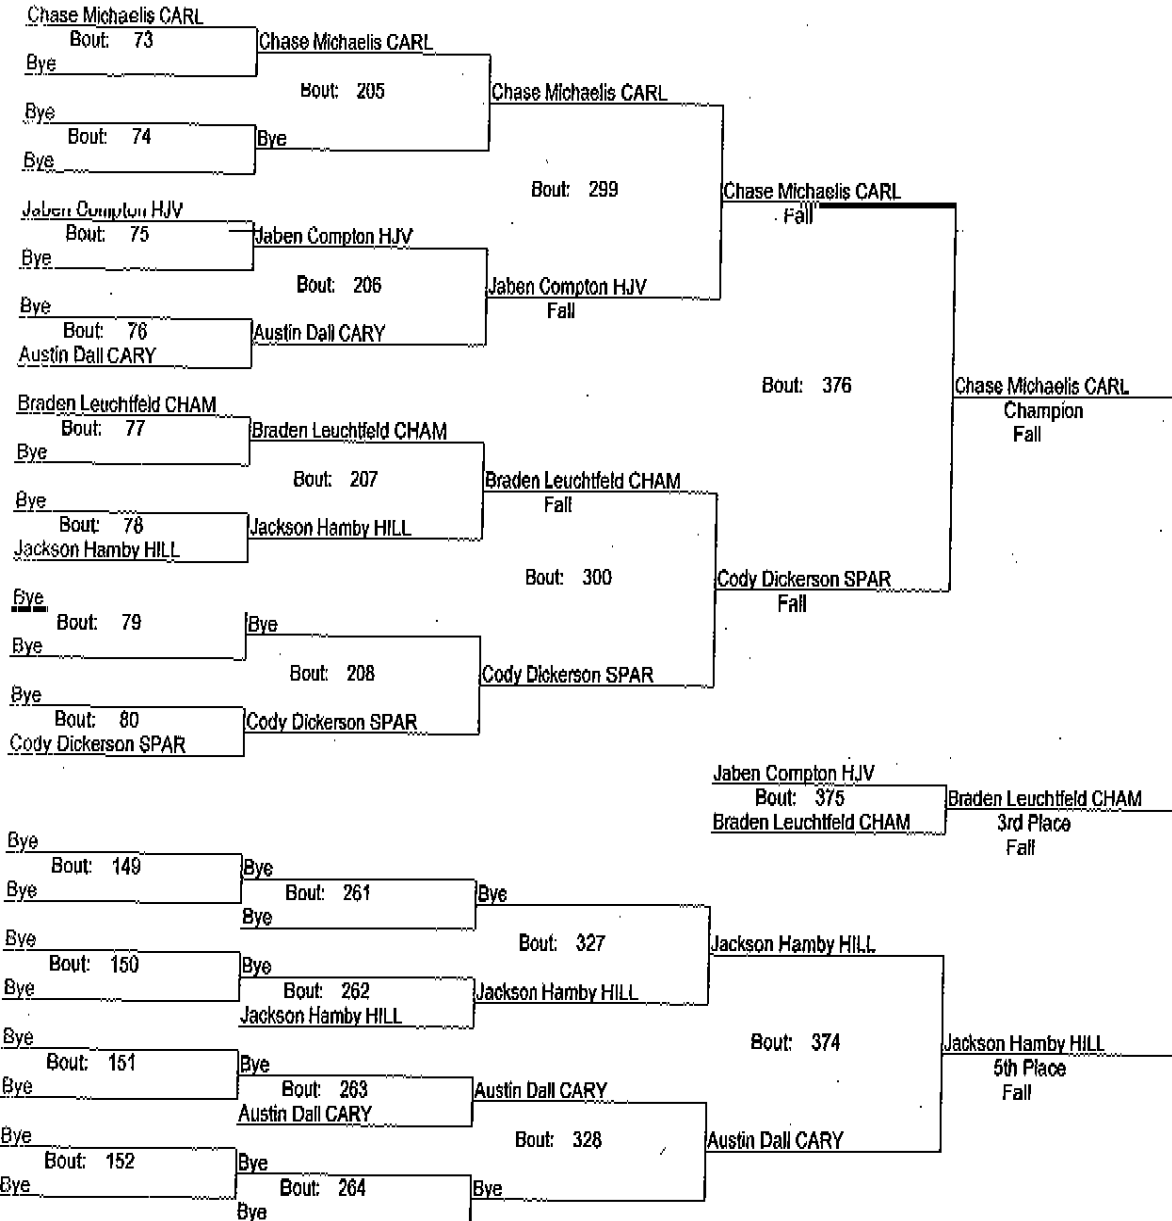 Chase Michaelis CARL
Bout: 73
Chase Michaelis CARL
Bye
Bout: 205
Chase Michaelis CARL
Bye
Bout: 74
Bye
Bye
Bout: 299
Chase Michaelis CARL
Fall
Jaben Compton HJV
Bout: 75
Jaben Compton HJV
Bye
Bout: 206
Jaben Compton HJV
Fall
Bye
Bout: 76
Austin Dall CARY
Austin Dall CARY
Bout: 376
Chase Michaelis CARL
Champion
Fall
Braden Leuchtfeld CHAM
Bout: 77
Braden Leuchtfeld CHAM
Bye
Bout: 207
Braden Leuchtfeld CHAM
Fall
Bye
Bout: 78
Jackson Hamby HILL
Jackson Hamby HILL
Bout: 300
Cody Dickerson SPAR
Fall
Bye
Bout: 79
Bye
Bye
Bout: 208
Cody Dickerson SPAR
Bye
Bout: 80
Cody Dickerson SPAR
Cody Dickerson SPAR
Jaben Compton HJV
Bout: 375
Braden Leuchtfeld CHAM
Braden Leuchtfeld CHAM
3rd Place
Fall
Bye
Bout: 149
Bye
Bye
Bout: 261
Bye
Bye
Bout: 327
Jackson Hamby HILL
Bye
Bout: 150
Bye
Bye
Bout: 262
Jackson Hamby HILL
Jackson Hamby HILL
Bout: 374
Jackson Hamby HILL
5th Place
Fall
Bye
Bout: 151
Bye
Bye
Bout: 263
Austin Dall CARY
Austin Dall CARY
Bout: 328
Austin Dall CARY
Bye
Bout: 152
Bye
Bye
Bout: 264
Bye
Bye